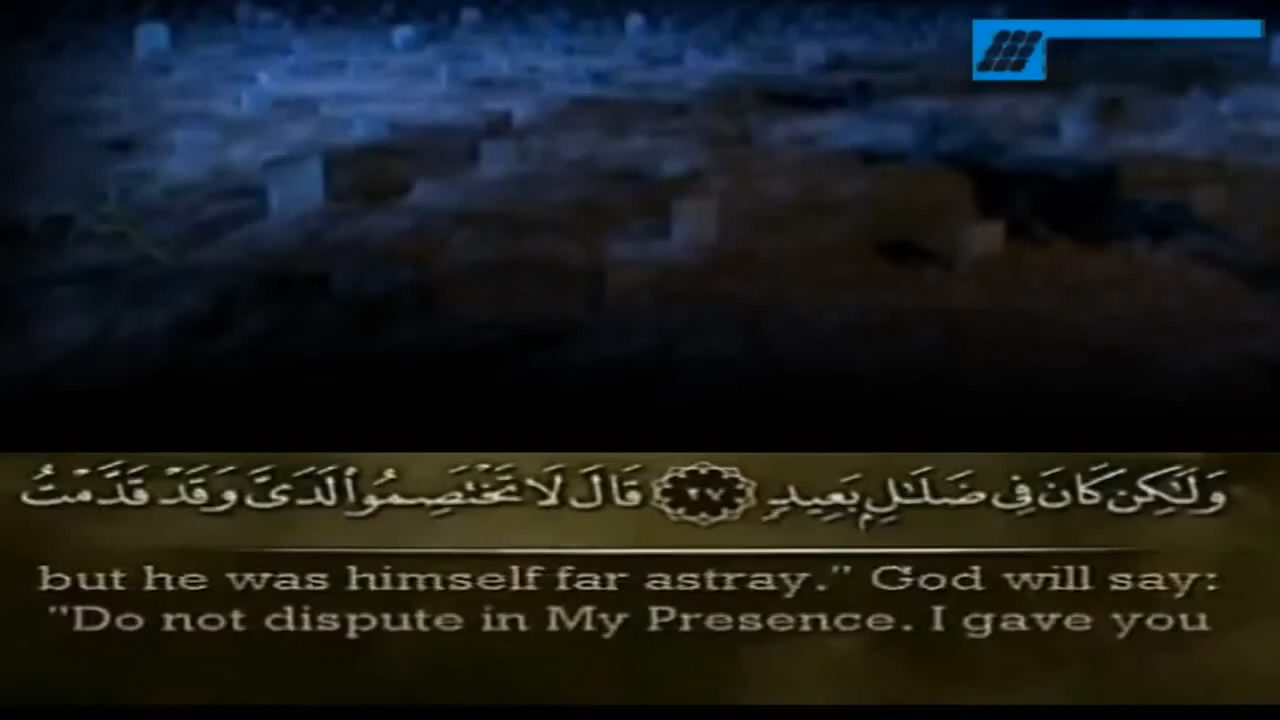 وَلَٰكِن كَانَ فِي ضَلَٰلٍۭ بَعِيدٍ ٢٧ قَالَ لَا تَخْتَصِمُوا۟ لَدَىَّ وَقَدْ قَدَّمْتُ
but he was himself far astray." God will say:
"Do not dispute in My Presence. I gave you